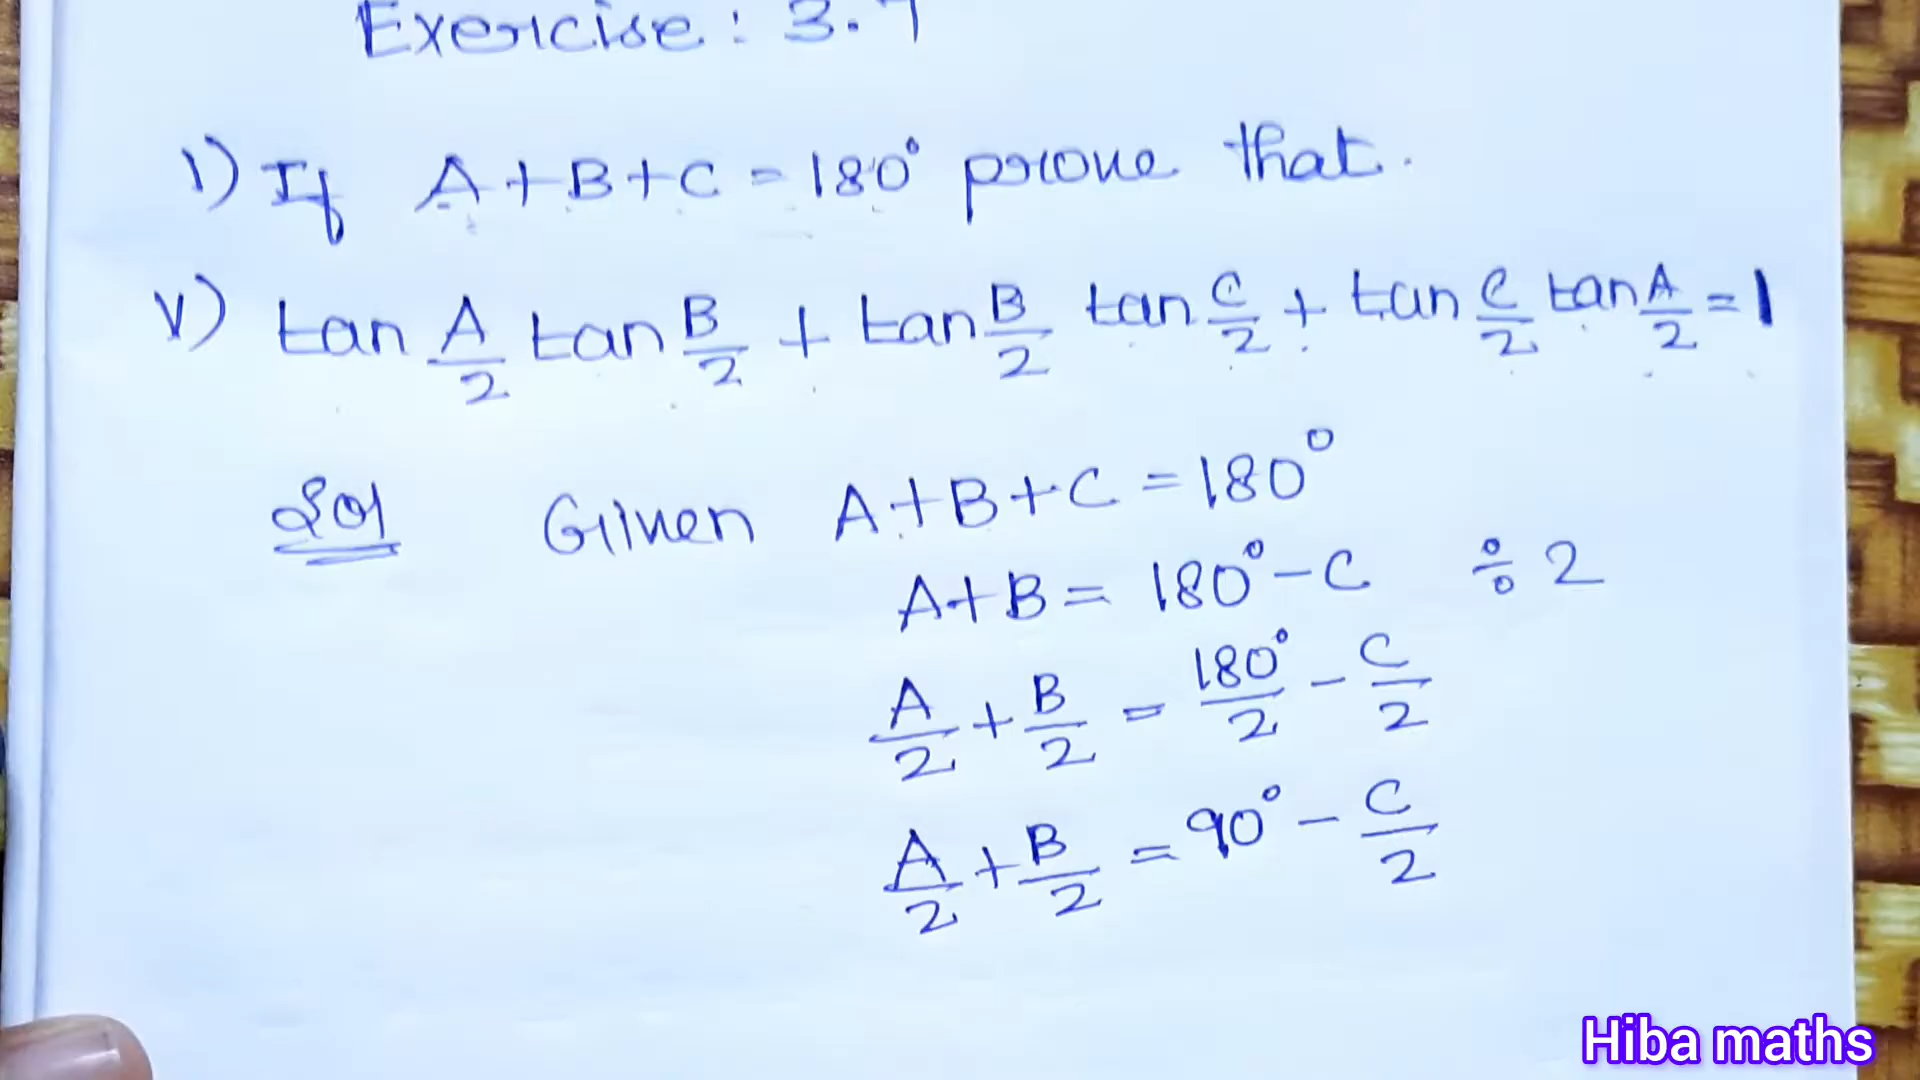 Exercise: 3.7
1) If A+B+C = 180° prove that.
V) tan A/2 tan B/2 + tan B/2 tan C/2 + tan C/2 tan A/2 = 1
Sol Given A+B+C = 180°
A+B = 180° - C ÷ 2
A/2 + B/2 = 180°/2 - C/2
A/2 + B/2 = 90° - C/2
Hiba maths